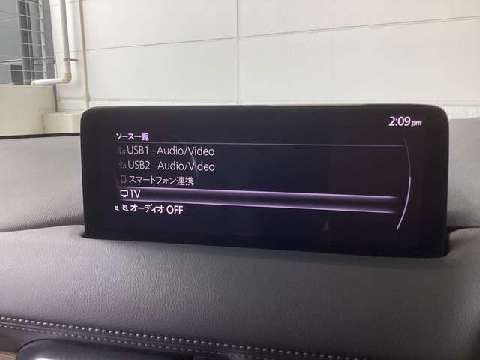 2:09 pm
ソース一覧
USB1 : Audio/Video
USB2 : Audio/Video
スマートフォン連携
TV
オーディオ OFF